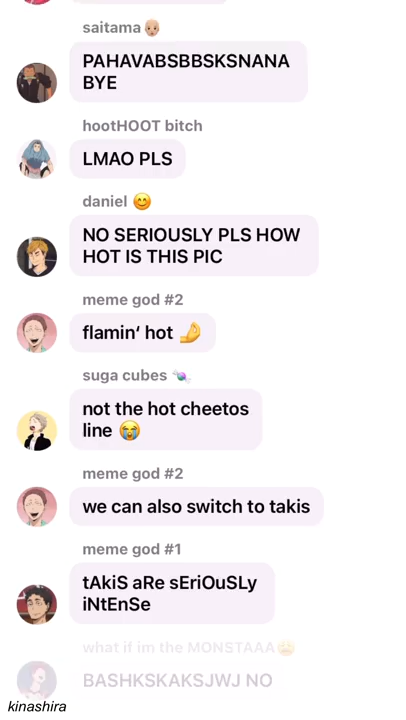 saitama👨🏼‍🦲
PAHAVABSBBSKSNANA
BYE
hootHOOT bitch
LMAO PLS
daniel 😊
NO SERIOUSLY PLS HOW
HOT IS THIS PIC
meme god #2
flamin‘ hot 🤌
suga cubes 🍬
not the hot cheetos
line 😭
meme god #2
we can also switch to takis
meme god #1
tAkiS aRe sEriOuSLy
iNtEnSe
what if im the MONSTAAA😩
BASHKSKAKSJWJ NO
kinashira